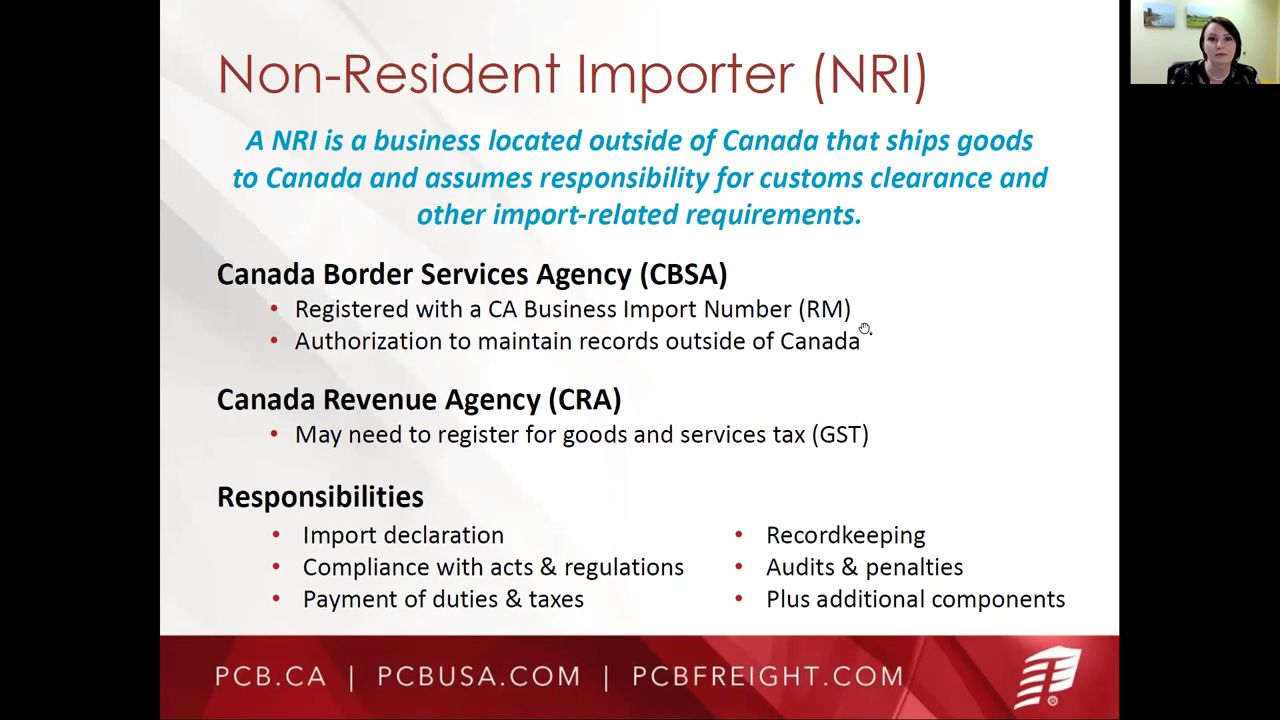 Non-Resident Importer (NRI)
A NRI is a business located outside of Canada that ships goods
to Canada and assumes responsibility for customs clearance and
other import-related requirements.
Canada Border Services Agency (CBSA)
• Registered with a CA Business Import Number (RM)
• Authorization to maintain records outside of Canada
Canada Revenue Agency (CRA)
• May need to register for goods and services tax (GST)
Responsibilities
• Import declaration
• Compliance with acts & regulations
• Payment of duties & taxes
• Recordkeeping
• Audits & penalties
• Plus additional components
PCB.CA | PCBUSA.COM | PCBFREIGHT.COM
®